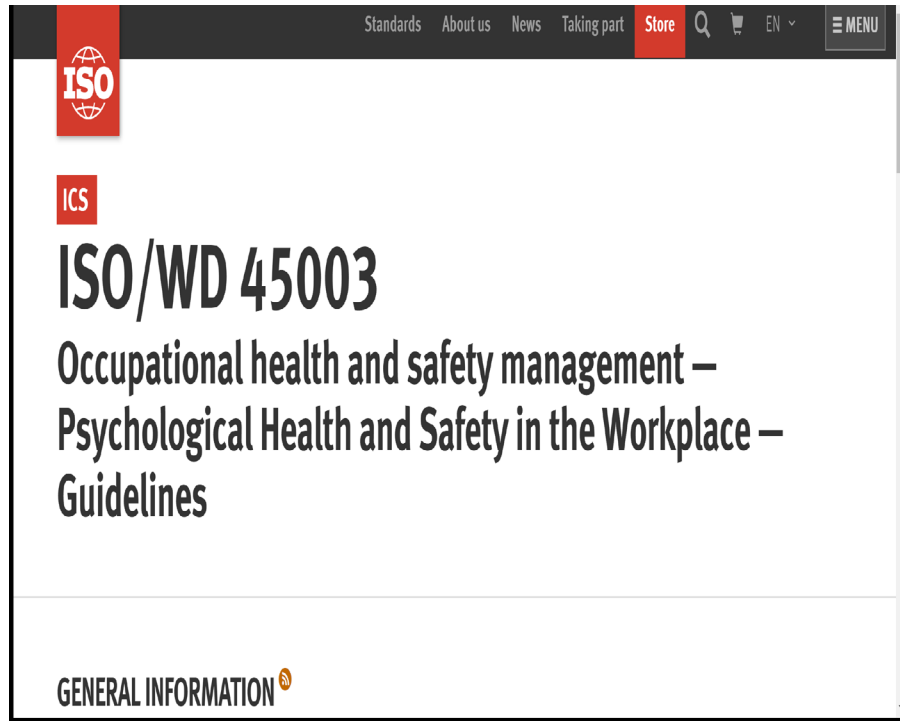 Standards About us News Taking part Store EN MENU
ISO
ICS
ISO/WD 45003
Occupational health and safety management —
Psychological Health and Safety in the Workplace —
Guidelines
GENERAL INFORMATION